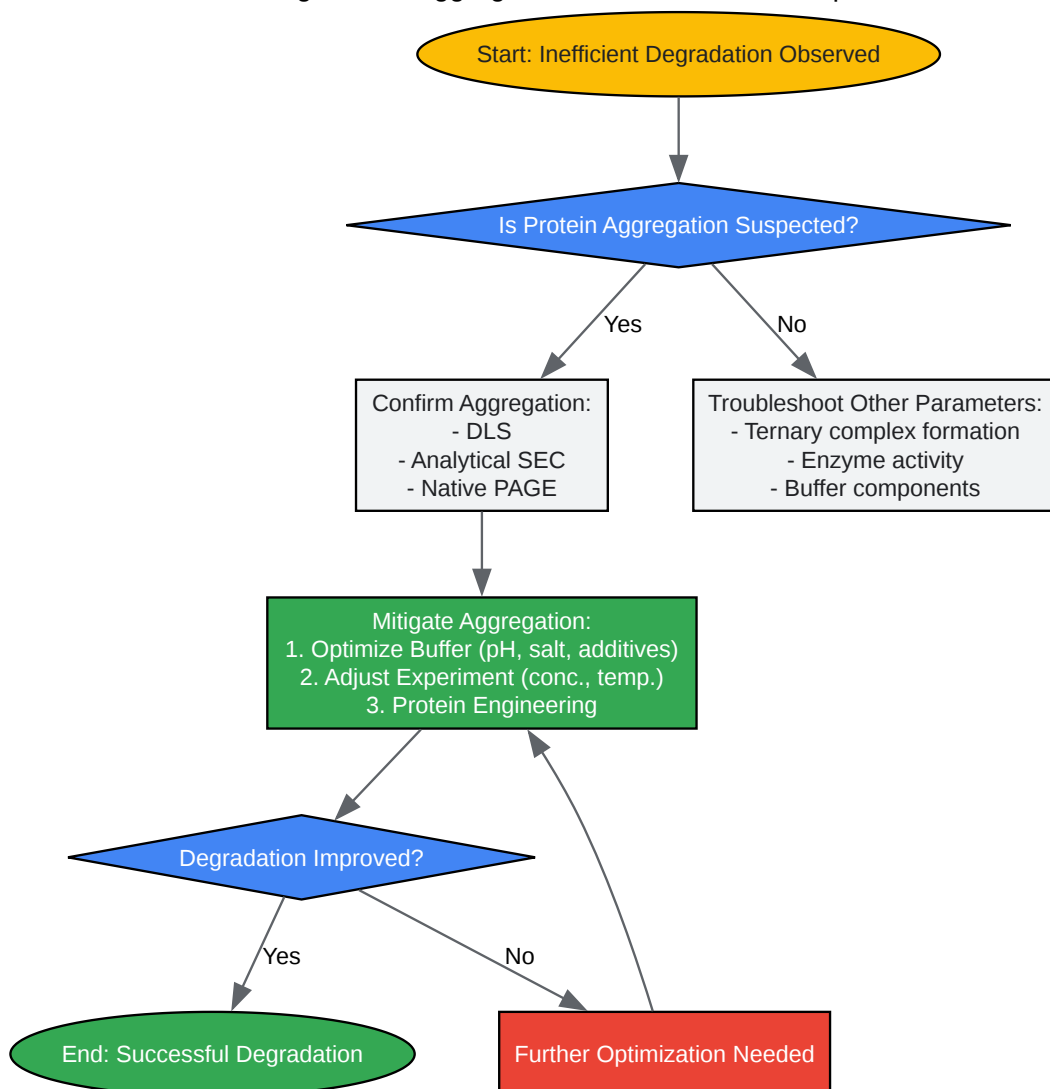 Start: Inefficient Degradation Observed
Is Protein Aggregation Suspected?
Yes
No
Confirm Aggregation:
- DLS
- Analytical SEC
- Native PAGE
Troubleshoot Other Parameters:
- Ternary complex formation
- Enzyme activity
- Buffer components
Mitigate Aggregation:
1. Optimize Buffer (pH, salt, additives)
2. Adjust Experiment (conc., temp.)
3. Protein Engineering
Degradation Improved?
Yes
No
End: Successful Degradation
Further Optimization Needed